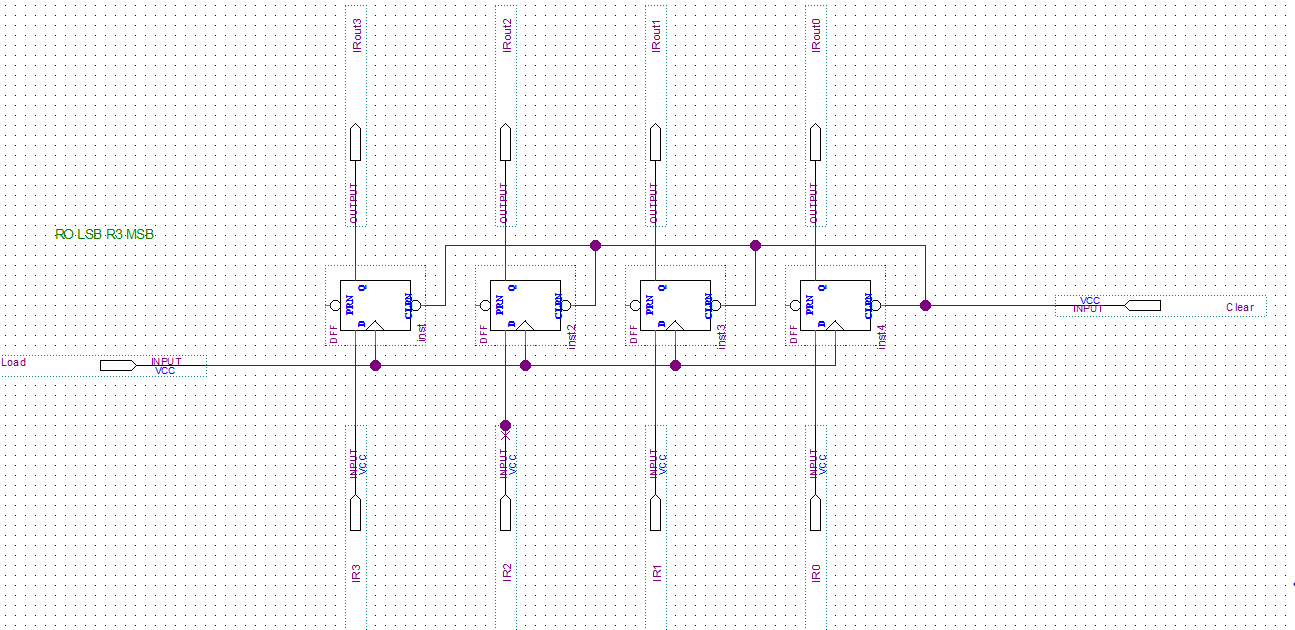 IRout3
IRout2
IRout1
IRout0
OUTPUT
OUTPUT
OUTPUT
OUTPUT
RO LSB R3 MSB
Q
PRN
CLRN
D
DFF
inst
Q
PRN
CLRN
D
DFF
inst2
Q
PRN
CLRN
D
DFF
inst3
Q
PRN
CLRN
D
DFF
inst4
VCC
INPUT
Clear
Load
INPUT
VCC
INPUT
VCC
INPUT
VCC
INPUT
VCC
INPUT
VCC
IR3
IR2
IR1
IR0